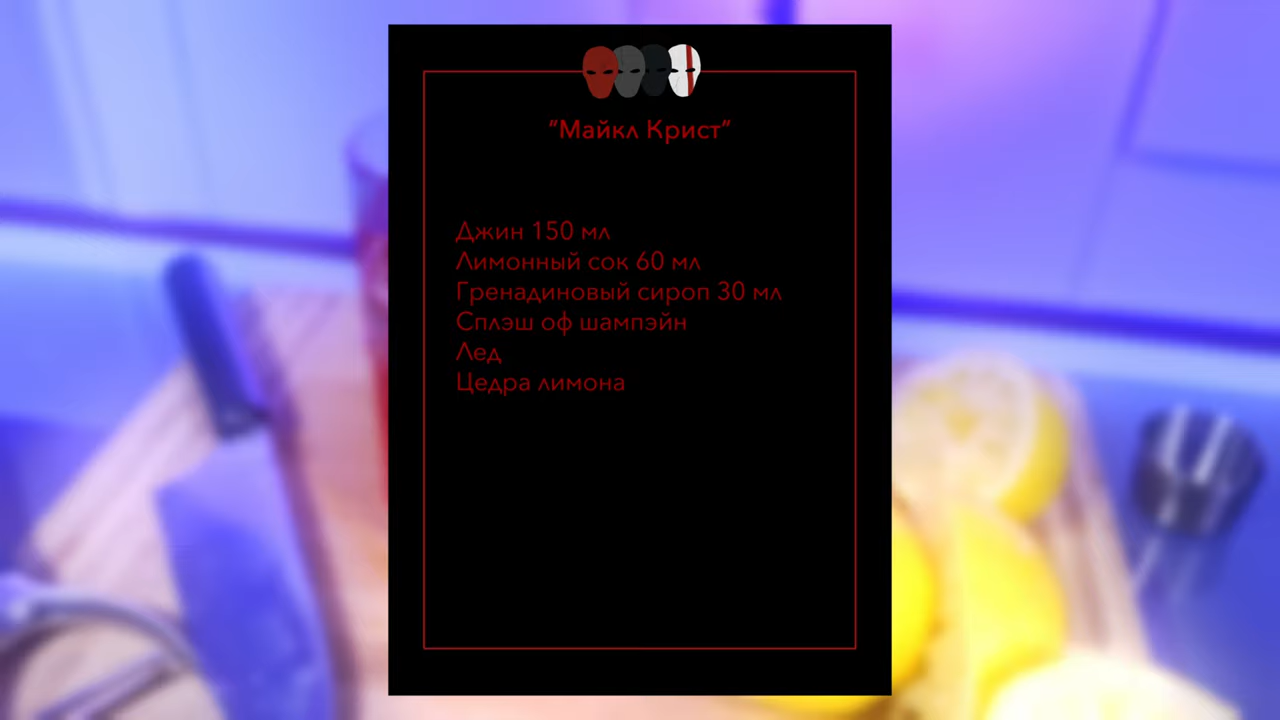 "Майкл Крист"
Джин 150 мл
Лимонный сок 60 мл
Гренадиновый сироп 30 мл
Сплэш оф шампэйн
Лед
Цедра лимона